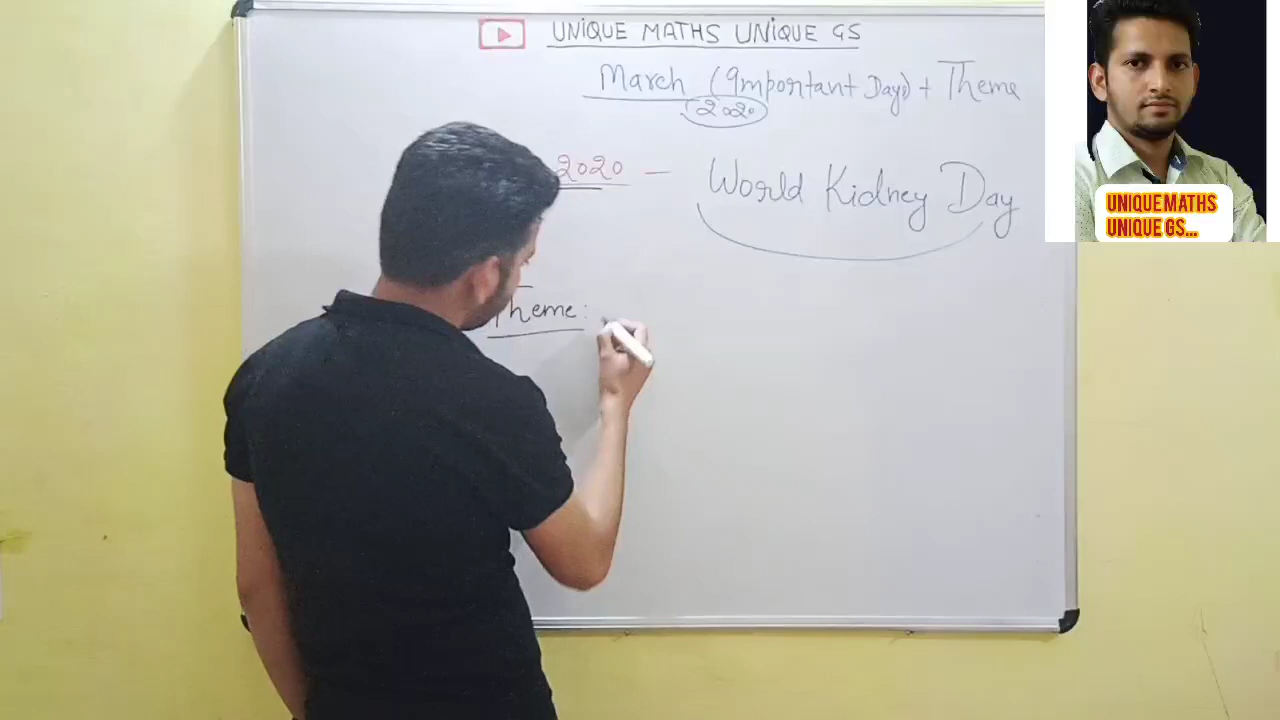 UNIQUE MATHS UNIQUE GS
March (Important Days) + Theme
2020
2020 - World Kidney Day
Theme:
UNIQUE MATHS
UNIQUE GS...